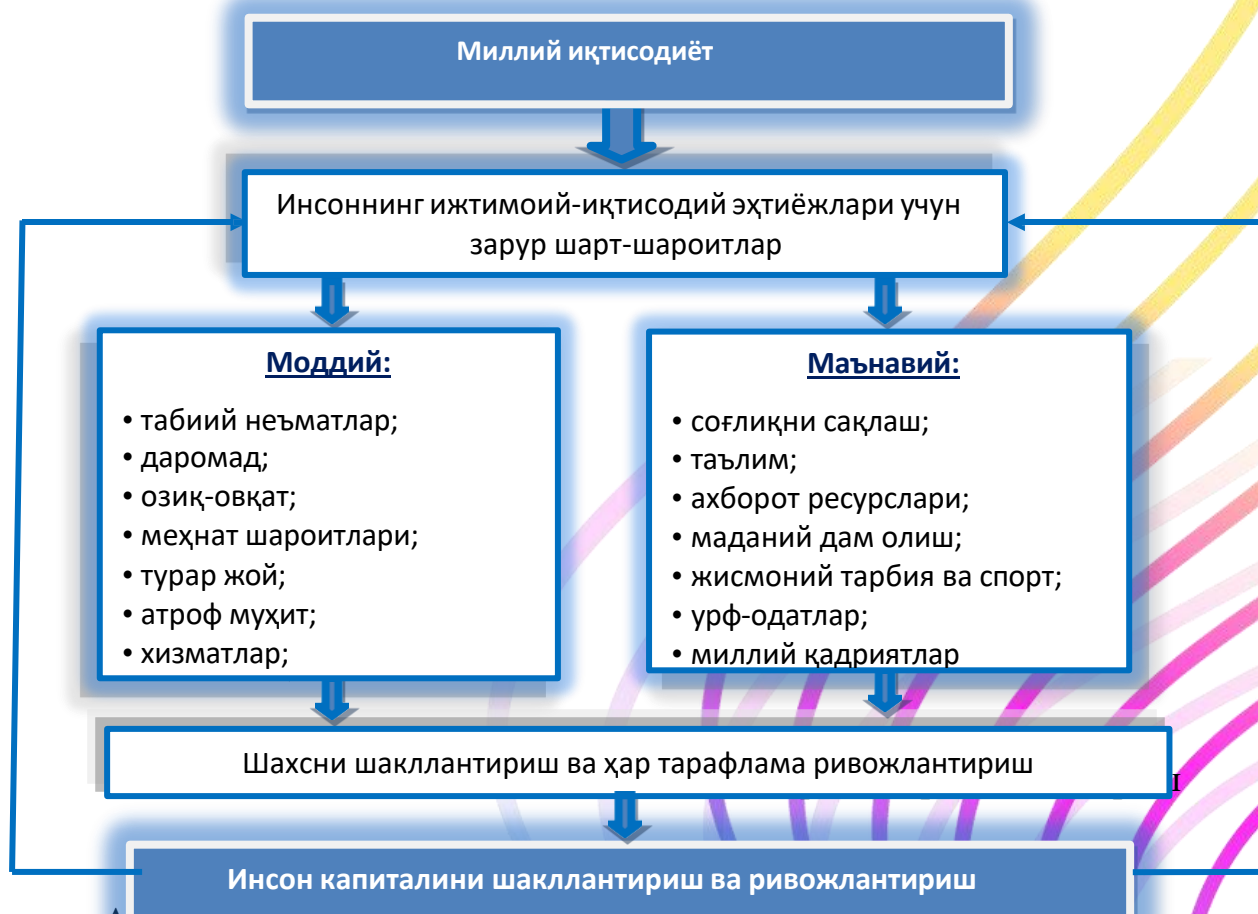 Миллий иқтисодиёт
Инсоннинг ижтимоий-иқтисодий эҳтиёжлари учун
зарур шарт-шароитлар
Моддий:
• табиий неъматлар;
• даромад;
• озиқ-овқат;
• меҳнат шароитлари;
• турар жой;
• атроф муҳит;
• хизматлар;
Маънавий:
• соғлиқни сақлаш;
• таълим;
• ахборот ресурслари;
• маданий дам олиш;
• жисмоний тарбия ва спорт;
• урф-одатлар;
• миллий қадриятлар
Шахсни шакллантириш ва ҳар тарафлама ривожлантириш
Инсон капиталини шакллантириш ва ривожлантириш